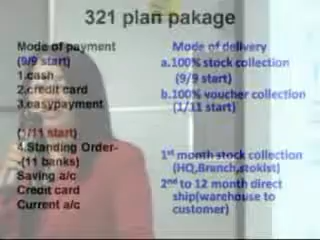 321 plan pakage
Mode of payment
(9/9 start)
1.cash
2.credit card
3.easypayment
(1/11 start)
4.Standing Order-
-(11 banks)
Saving a/c
Credit card
Current a/c
Mode of delivery
a.100% stock collection
(9/9 start)
b.100% voucher collection
(1/11 start)
1st month stock collection
(HQ,Brench,stokist)
2nd to 12 month direct
ship(warehouse to
customer)